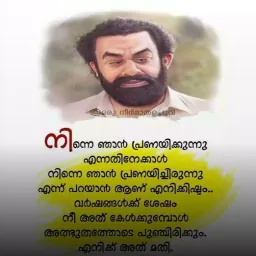 നിന്നെ ഞാൻ പ്രണയിക്കുന്നു
എന്നതിനേക്കാൾ
നിന്നെ ഞാൻ പ്രണയിച്ചിരുന്നു
എന്ന് പറയാൻ ആണ് എനിക്കിഷ്ടം..
വർഷങ്ങൾക്ക് ശേഷം
നീ അത് കേൾക്കുമ്പോൾ
അത്ഭുതത്തോടെ പുഞ്ചിരിക്കും.
എനിക്ക് അത് മതി.